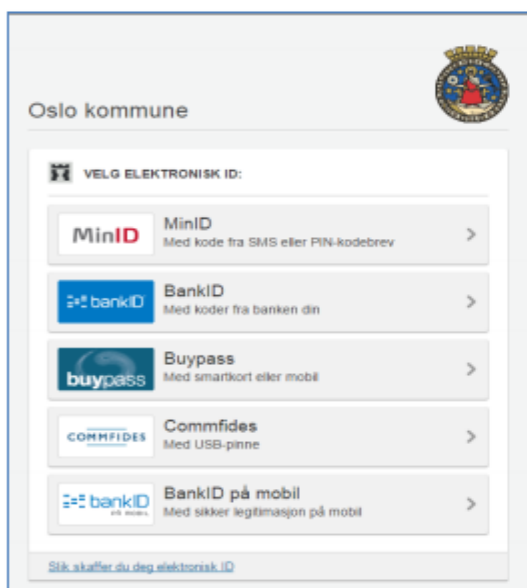 Oslo kommune
VELG ELEKTRONISK ID:
MinID
MinID
Med kode fra SMS eller PIN-kodebrev
bankID
BankID
Med koder fra banken din
buypass
Buypass
Med smartkort eller mobil
COMMFIDES
Commfides
Med USB-pinne
bankID
PÅ MOBIL
BankID på mobil
Med sikker legitimasjon på mobil
Slik skaffer du deg elektronisk ID